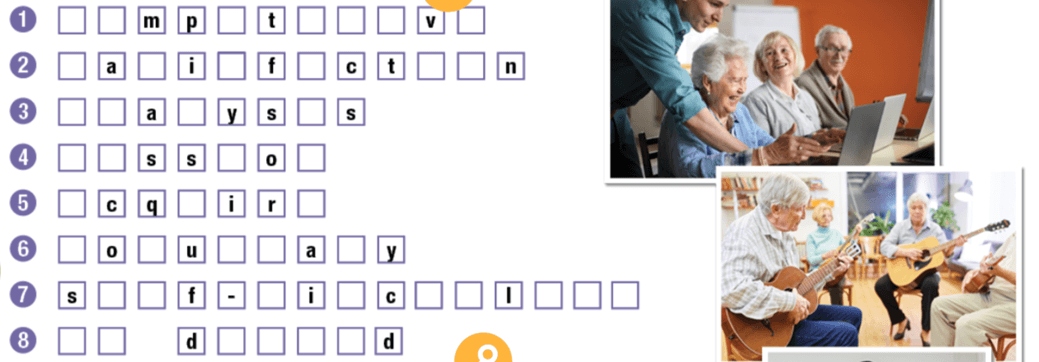 1 m p t v
2 a i f c t n
3 a y s s
4 s s o
5 c q i r
6 o u a y
7 s f - i c l
8 d d